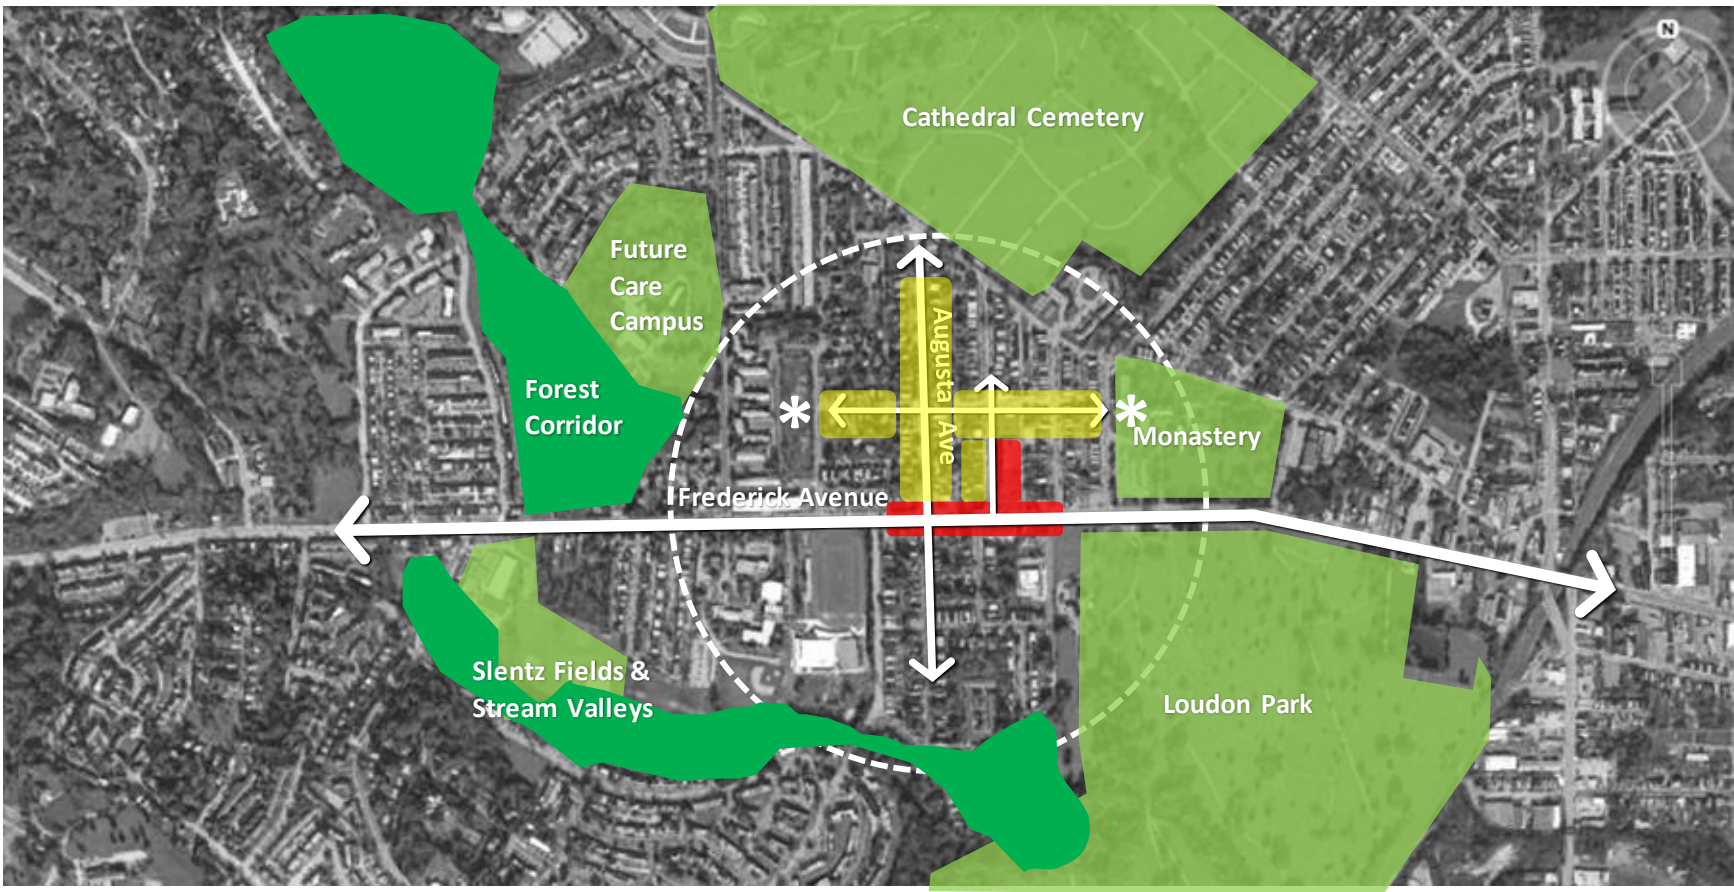 N
Cathedral Cemetery
Future
Care
Campus
Augusta Ave
Forest
Corridor
Monastery
Frederick Avenue
Slentz Fields &
Stream Valleys
Loudon Park